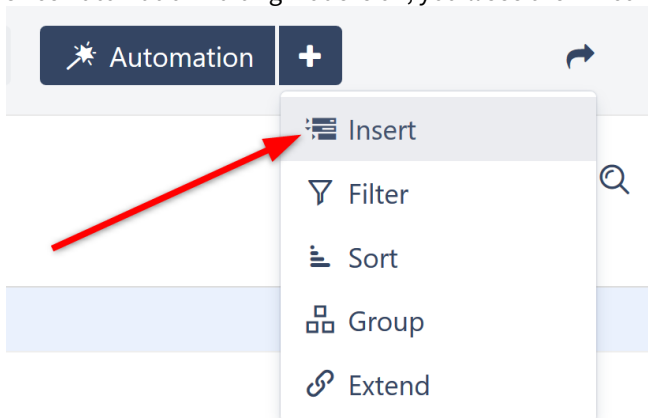 Automation
Insert
Filter
Sort
Group
Extend